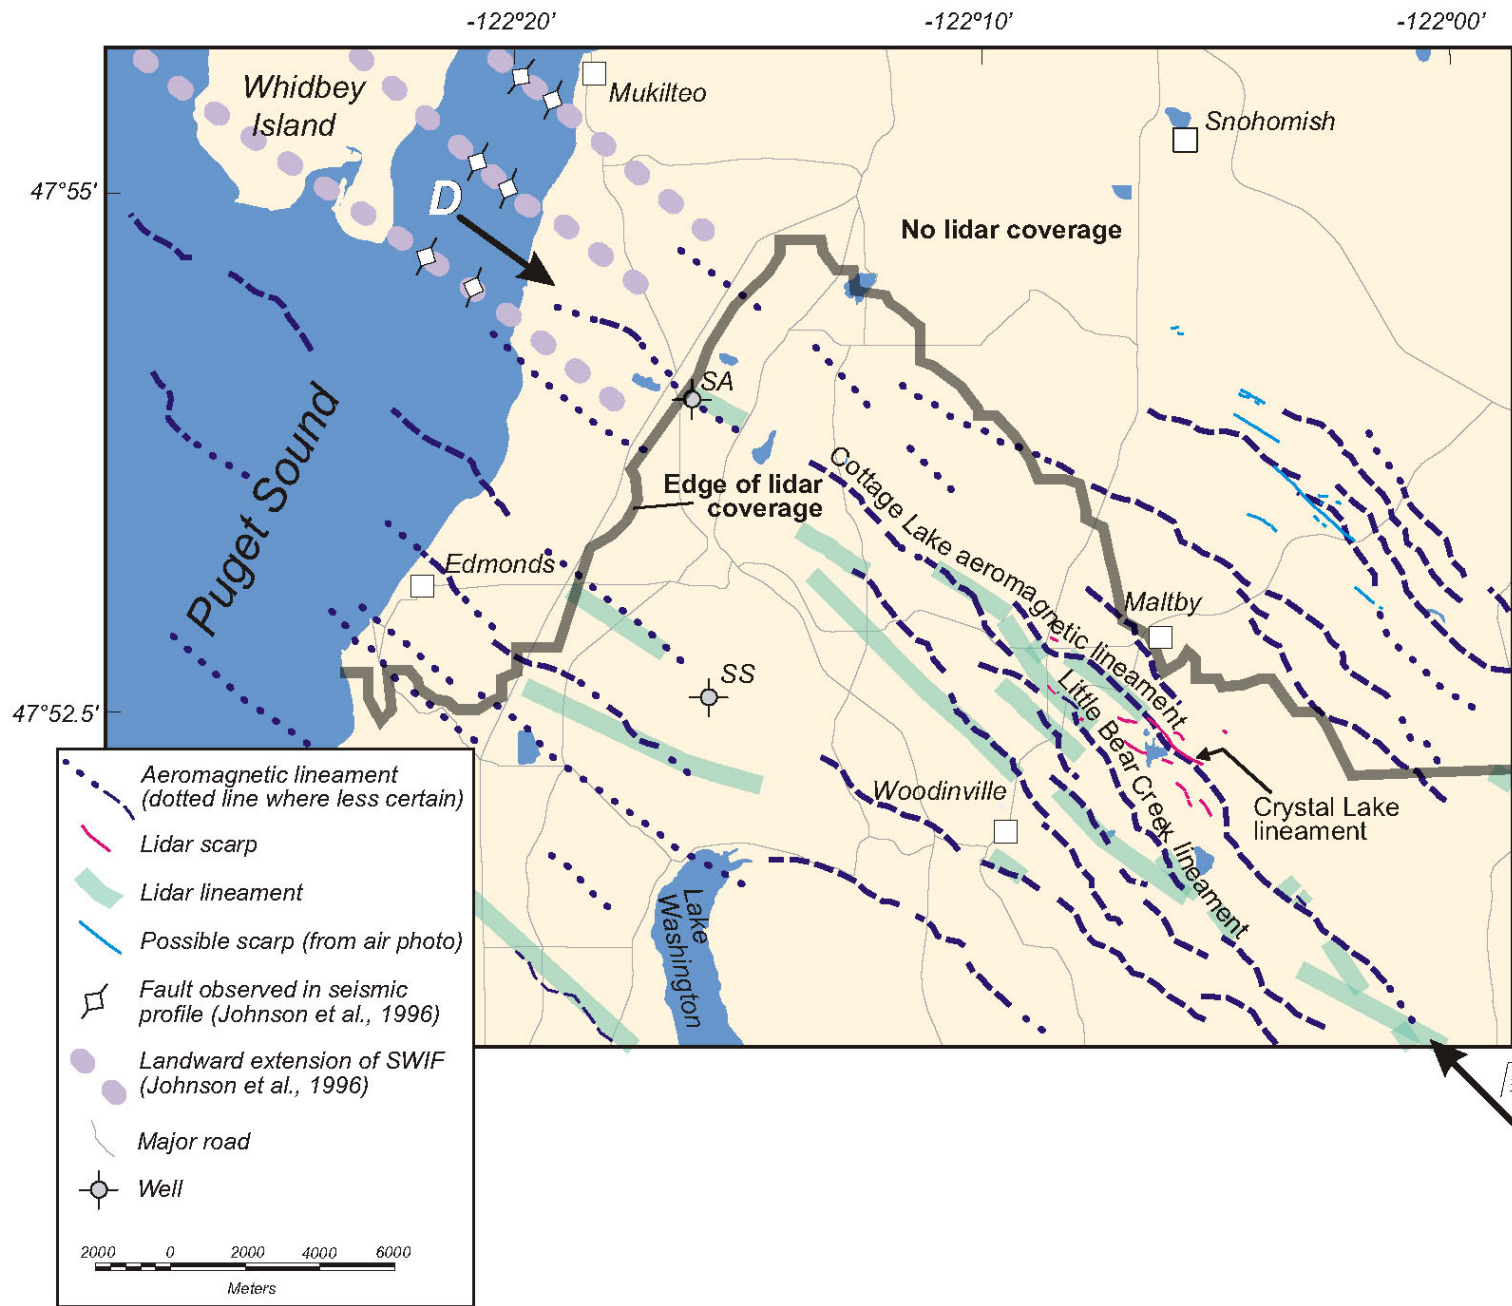 -122º20'
-122º10'
-122º00'
Whidbey
Island
Mukilteo
Snohomish
47°55'
D
No lidar coverage
SA
Puget Sound
Edge of lidar
coverage
Cottage Lake aeromagnetic lineament
Edmonds
Maltby
SS
Little Bear Creek lineament
47°52.5'
Woodinville
Crystal Lake
lineament
Lake
Washington
Aeromagnetic lineament
(dotted line where less certain)
Lidar scarp
Lidar lineament
Possible scarp (from air photo)
Fault observed in seismic
profile (Johnson et al., 1996)
Landward extension of SWIF
(Johnson et al., 1996)
Major road
Well
2000 0 2000 4000 6000
Meters